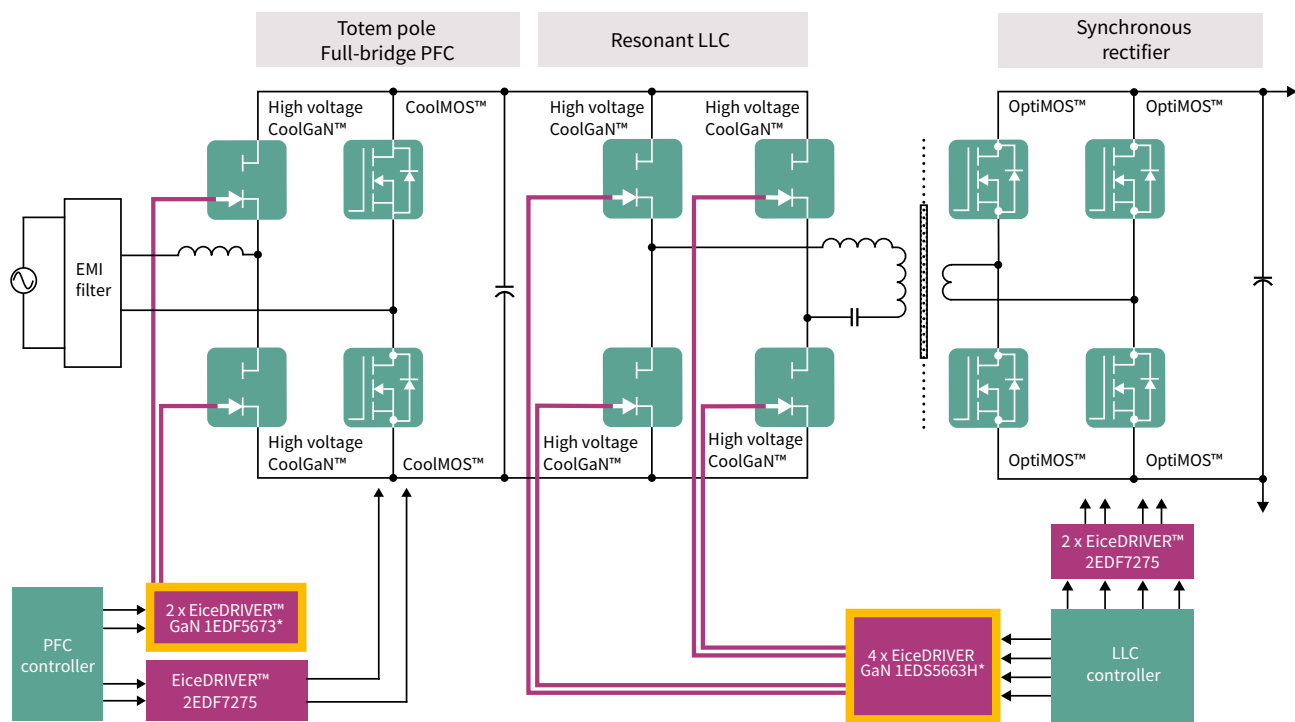 Totem pole
Full-bridge PFC
Resonant LLC
Synchronous
rectifier
High voltage
CoolGaN™
CoolMOS™
High voltage
CoolGaN™
High voltage
CoolGaN™
OptiMOS™
OptiMOS™
EMI
filter
High voltage
CoolGaN™
CoolMOS™
High voltage
CoolGaN™
High voltage
CoolGaN™
OptiMOS™
OptiMOS™
2 x EiceDRIVER™
2EDF7275
PFC
controller
2 x EiceDRIVER™
GaN 1EDF5673*
EiceDRIVER™
2EDF7275
4 x EiceDRIVER
GaN 1EDS5663H*
LLC
controller